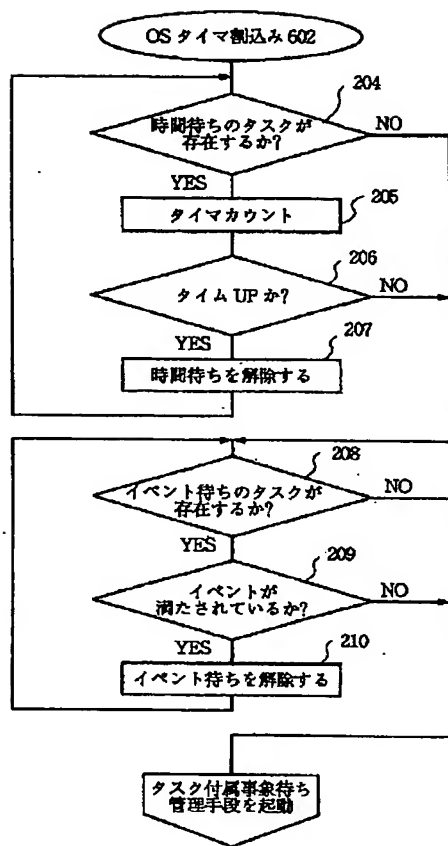 OS タイマ割込み 602
204
時間待ちのタスクが
存在するか?
NO
YES
205
タイマカウント
206
タイム UP か?
NO
YES
207
時間待ちを解除する
208
イベント待ちのタスクが
存在するか?
NO
YES
209
イベントが
満たされているか?
NO
YES
210
イベント待ちを解除する
タスク付属事象待ち
管理手段を起動